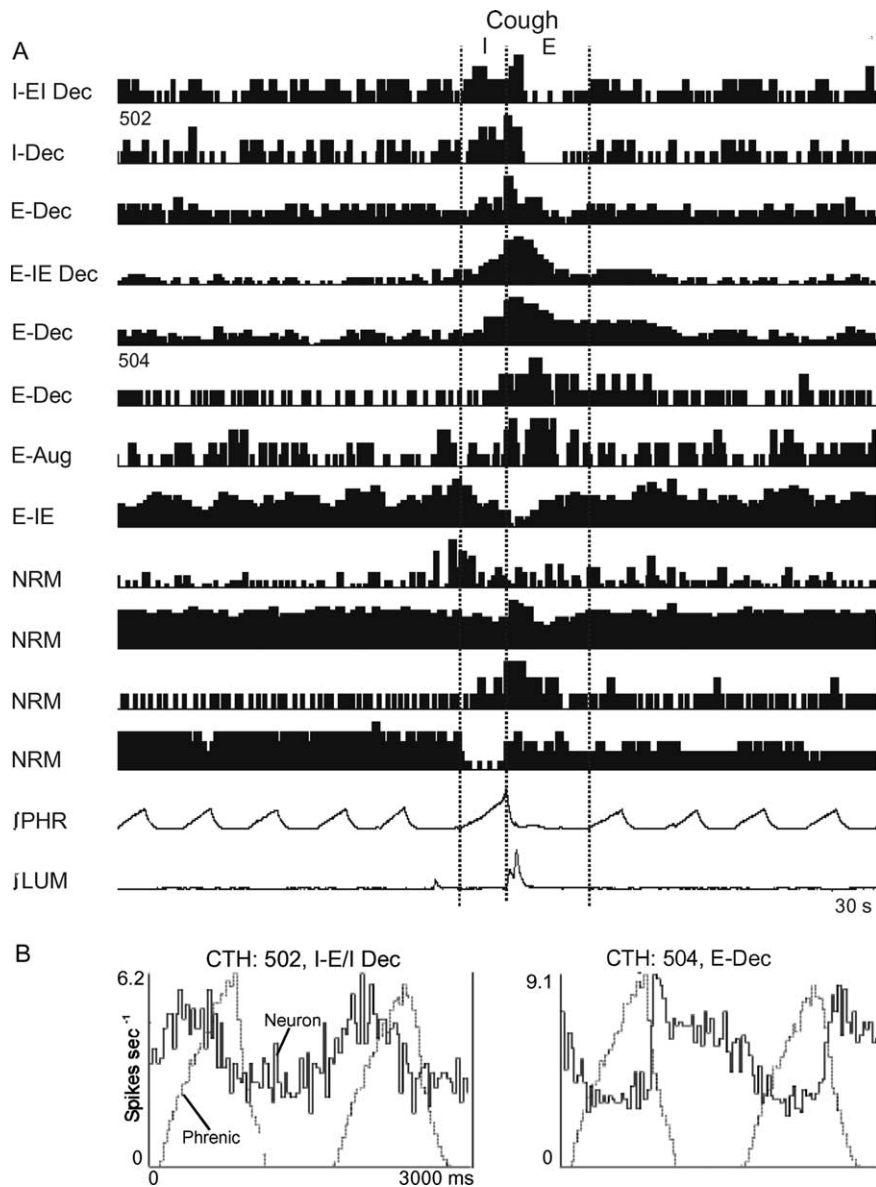 Cough
A
I E
I-EI Dec
502
I-Dec
E-Dec
E-IE Dec
E-Dec
504
E-Dec
E-Aug
E-IE
NRM
NRM
NRM
NRM
∫PHR
∫LUM
30 s
B
CTH: 502, I-E/I Dec
CTH: 504, E-Dec
6.2
9.1
Neuron
Spikes sec⁻¹
Phrenic
0
0
0 3000 ms